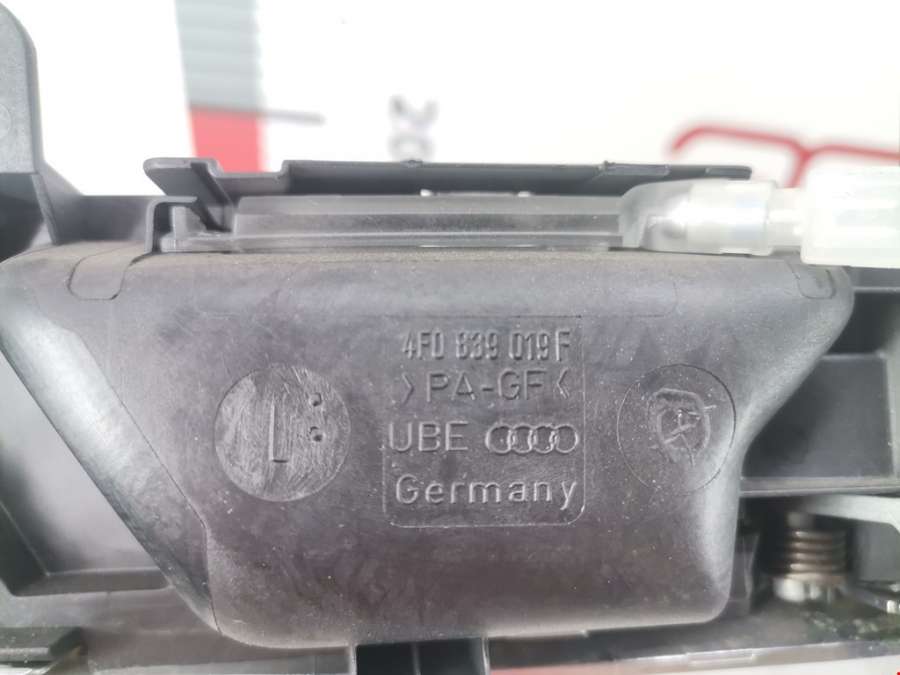 4F0 839 019 F
>PA-GF<
UBE
Germany
L